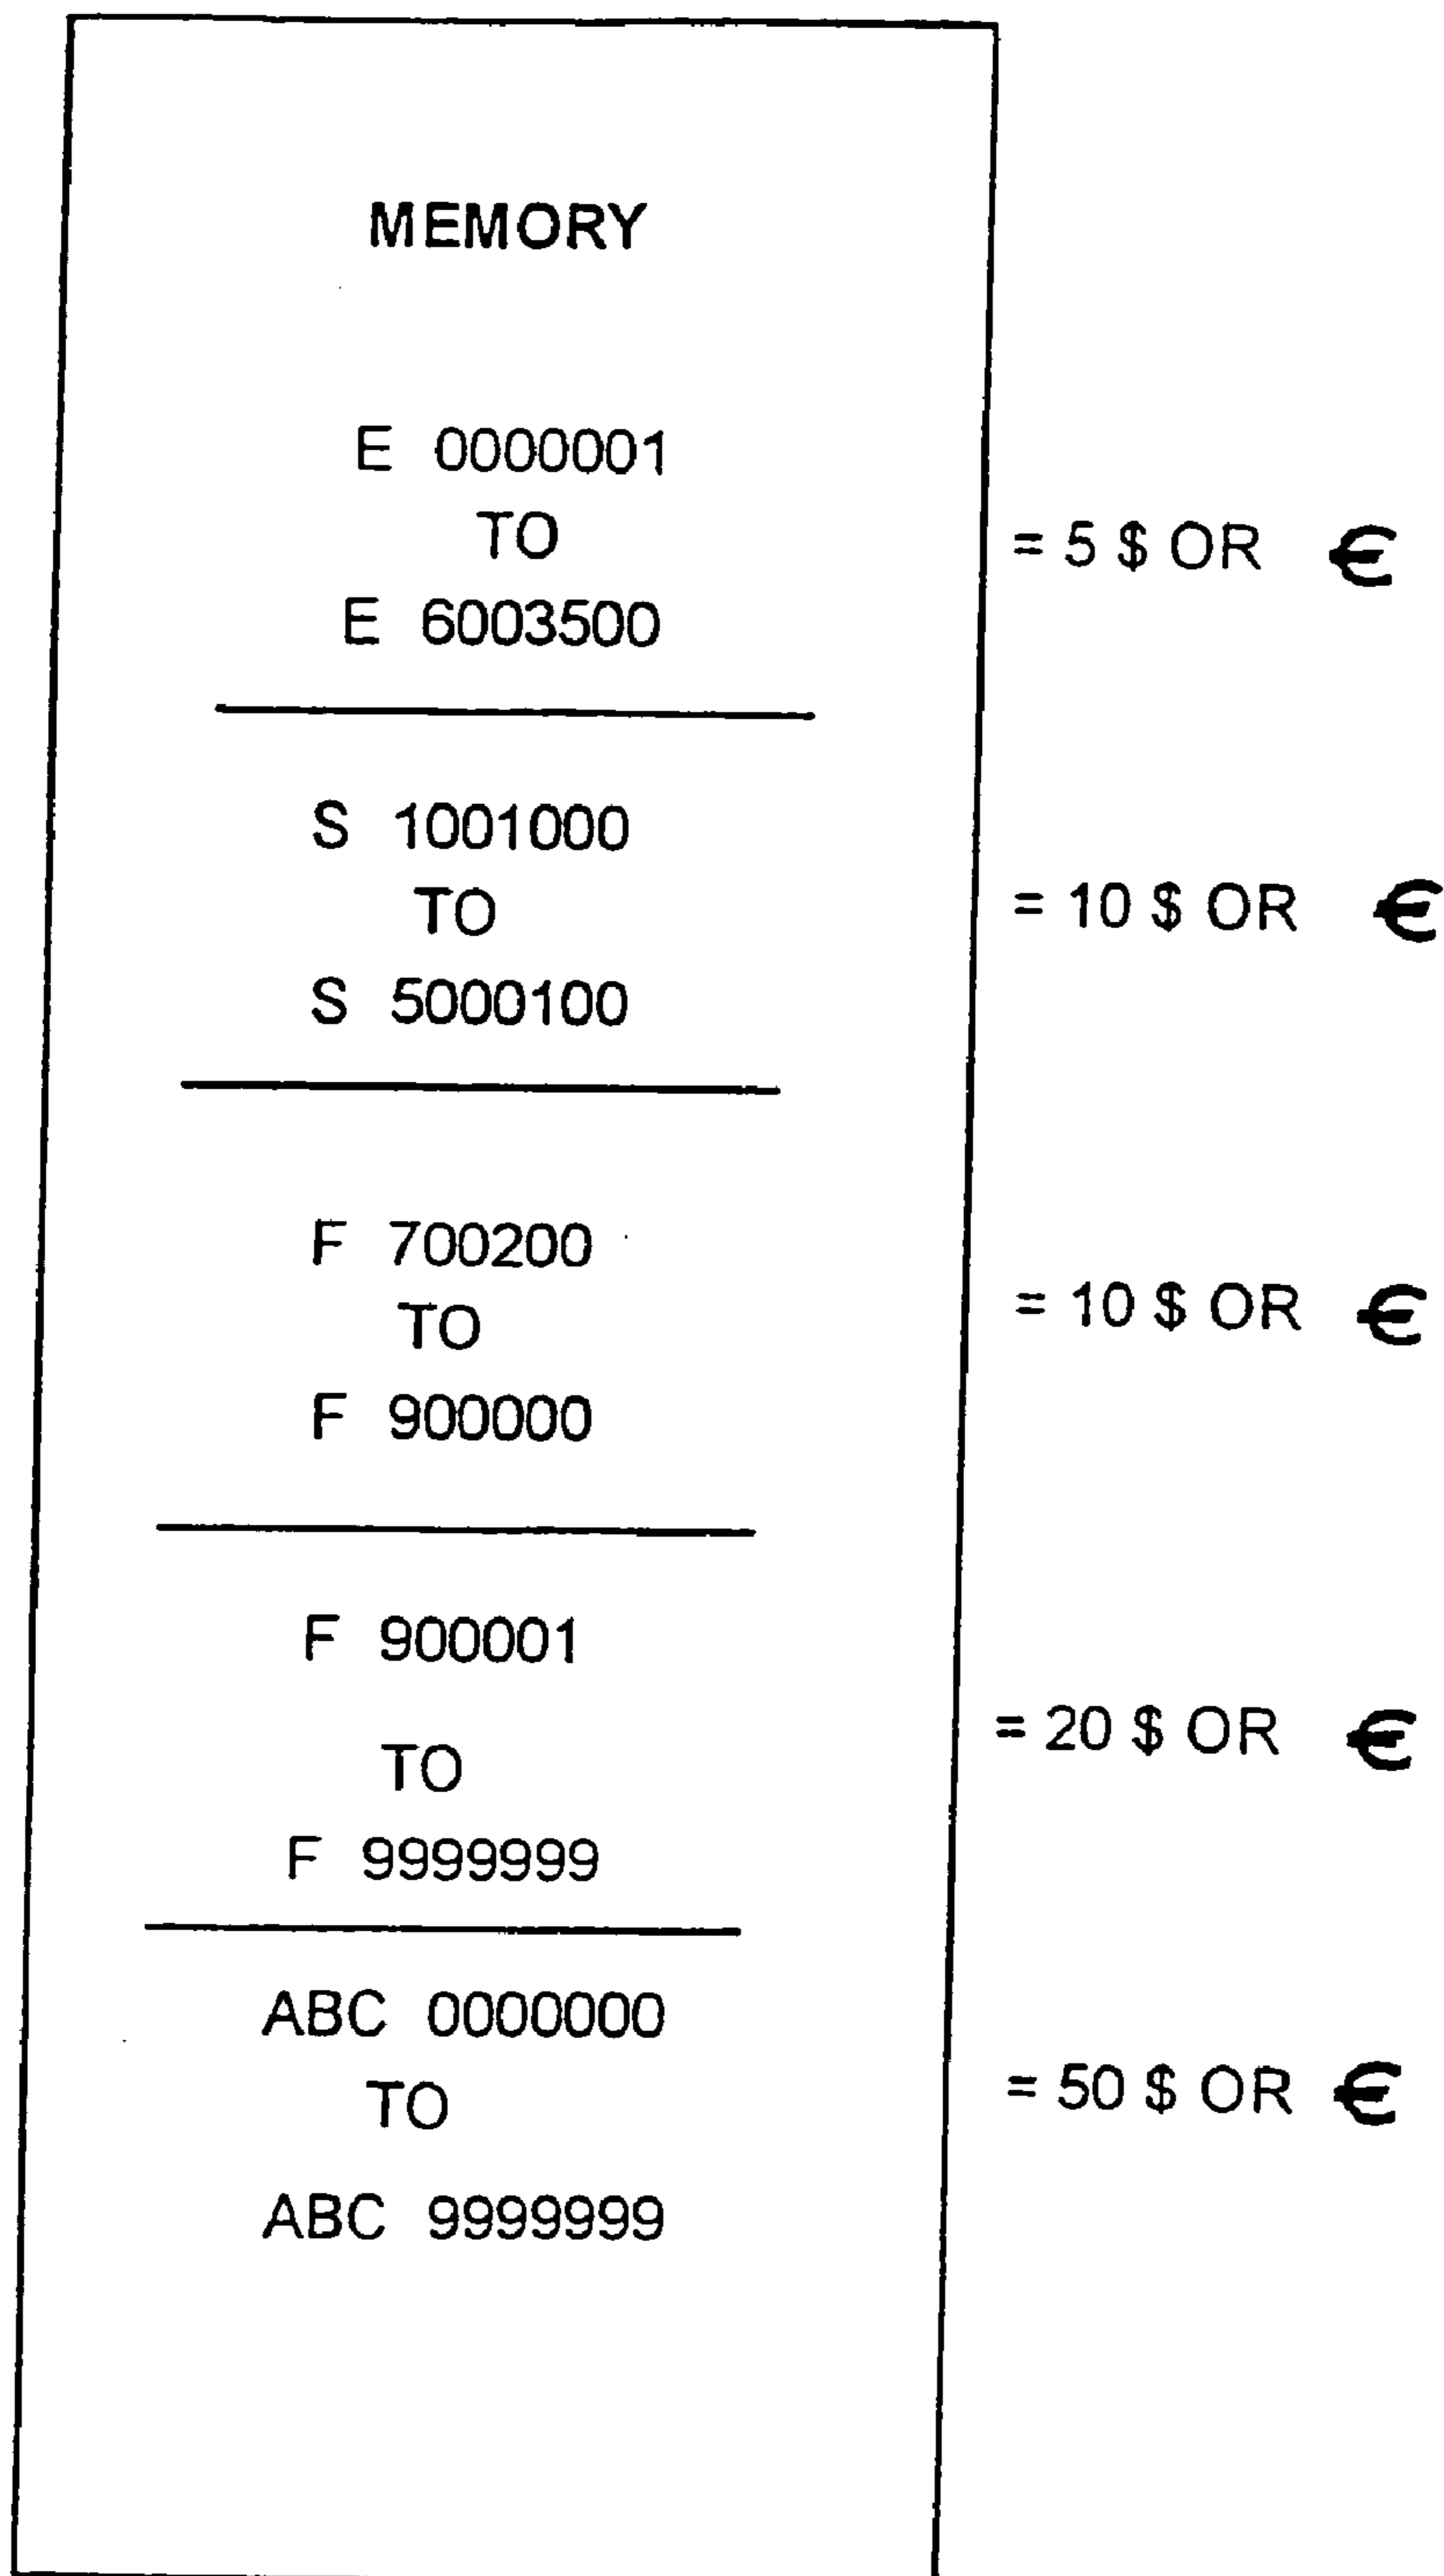 MEMORY
E 0000001
TO
E 6003500
= 5 $ OR €
S 1001000
TO
S 5000100
= 10 $ OR €
F 700200
TO
F 900000
= 10 $ OR €
F 900001
TO
F 9999999
= 20 $ OR €
ABC 0000000
TO
ABC 9999999
= 50 $ OR €